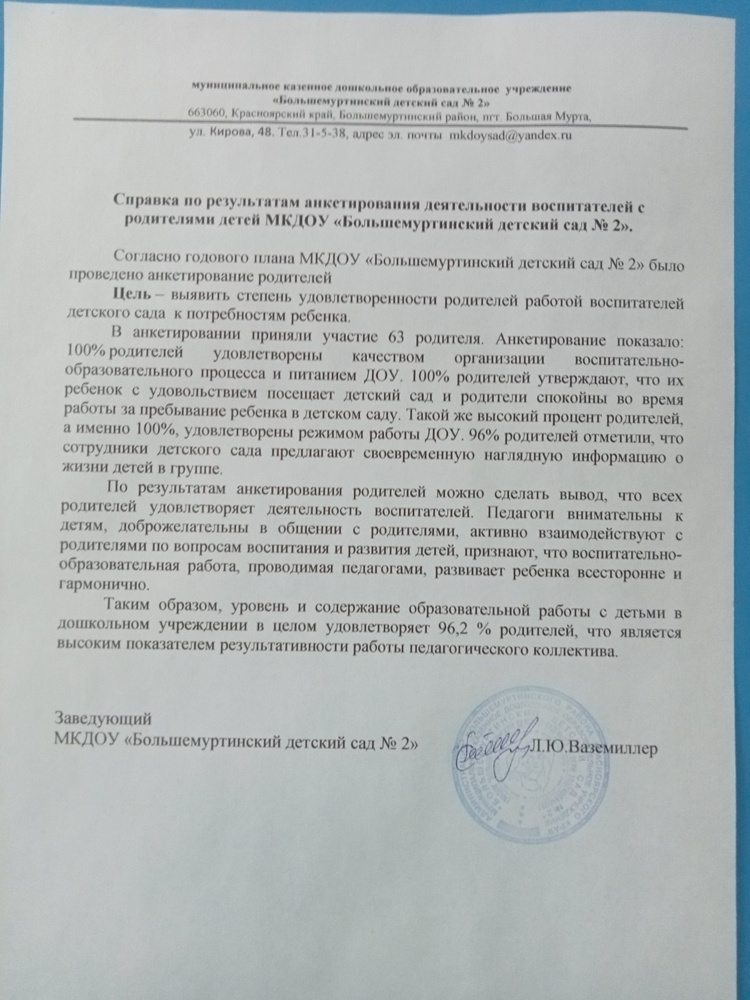 муниципальное казенное дошкольное образовательное учреждение
«Большемуртинский детский сад № 2»
663060, Красноярский край, Большемуртинский район, пгт. Большая Мурта,
ул. Кирова, 48. Тел.31-5-38, адрес эл. почты mkdoysad@yandex.ru
Справка по результатам анкетирования деятельности воспитателей с
родителями детей МКДОУ «Большемуртинский детский сад № 2».
Согласно годового плана МКДОУ «Большемуртинский детский сад № 2» было
проведено анкетирование родителей
Цель – выявить степень удовлетворенности родителей работой воспитателей
детского сада к потребностям ребенка.
В анкетировании приняли участие 63 родителя. Анкетирование показало:
100% родителей удовлетворены качеством организации воспитательно-
образовательного процесса и питанием ДОУ. 100% родителей утверждают, что их
ребенок с удовольствием посещает детский сад и родители спокойны во время
работы за пребывание ребенка в детском саду. Такой же высокий процент родителей,
а именно 100%, удовлетворены режимом работы ДОУ. 96% родителей отметили, что
сотрудники детского сада предлагают своевременную наглядную информацию о
жизни детей в группе.
По результатам анкетирования родителей можно сделать вывод, что всех
родителей удовлетворяет деятельность воспитателей. Педагоги внимательны к
детям, доброжелательны в общении с родителями, активно взаимодействуют с
родителями по вопросам воспитания и развития детей, признают, что воспитательно-
образовательная работа, проводимая педагогами, развивает ребенка всесторонне и
гармонично.
Таким образом, уровень и содержание образовательной работы с детьми в
дошкольном учреждении в целом удовлетворяет 96,2 % родителей, что является
высоким показателем результативности работы педагогического коллектива.
Заведующий
МКДОУ «Большемуртинский детский сад № 2» Л.Ю.Ваземиллер